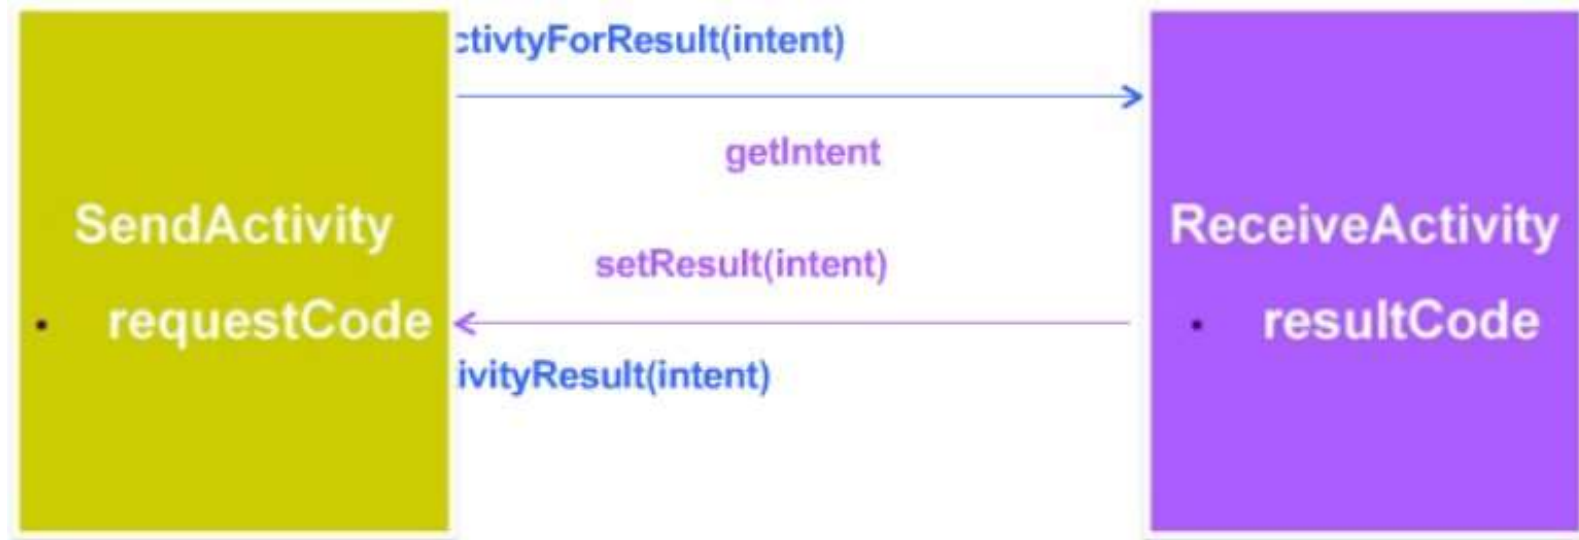 ctivtyForResult(intent)
getIntent
SendActivity
ReceiveActivity
setResult(intent)
• requestCode
• resultCode
ivityResult(intent)